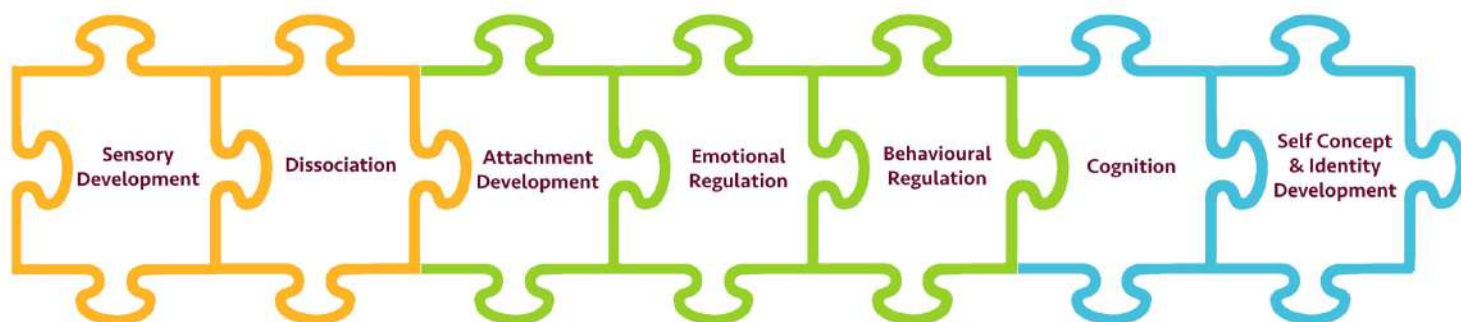 Sensory
Development
Dissociation
Attachment
Development
Emotional
Regulation
Behavioural
Regulation
Cognition
Self Concept
& Identity
Development